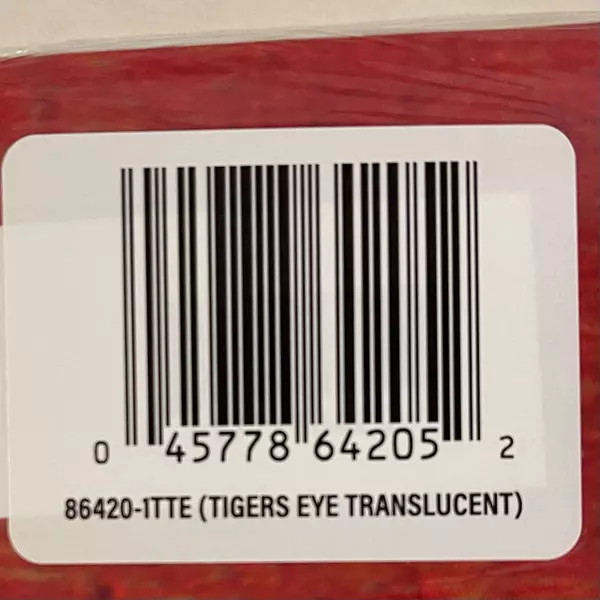 0 45778 64205 2
86420-1TTE (TIGERS EYE TRANSLUCENT)